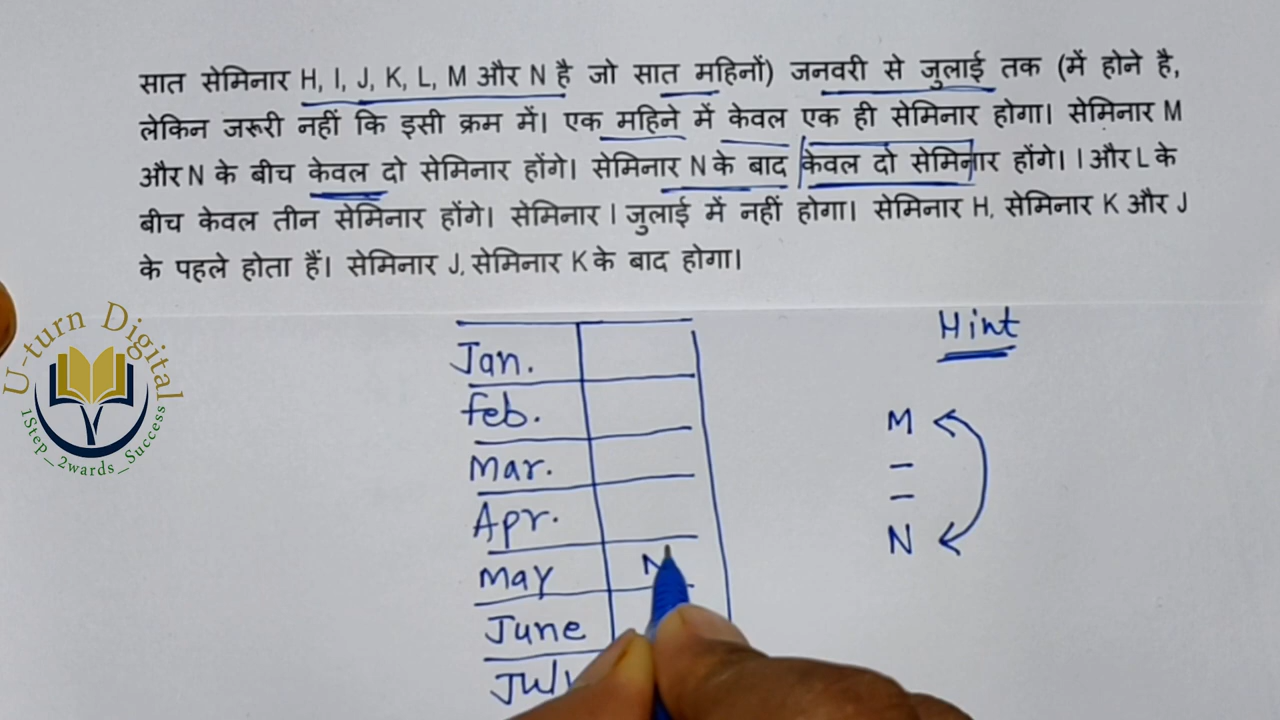 सात सेमिनार H, I, J, K, L, M और N है जो सात महिनों) जनवरी से जुलाई तक (में होने है,
लेकिन जरूरी नहीं कि इसी क्रम में। एक महिने में केवल एक ही सेमिनार होगा। सेमिनार M
और N के बीच केवल दो सेमिनार होंगे। सेमिनार N के बाद केवल दो सेमिनार होंगे। I और L के
बीच केवल तीन सेमिनार होंगे। सेमिनार I जुलाई में नहीं होगा। सेमिनार H, सेमिनार K और J
के पहले होता हैं। सेमिनार J, सेमिनार K के बाद होगा।
U-turn Digital
1Step_2wards_Success
Hint
Jan.
feb.
Mar.
Apr.
May N
June
July
M
N